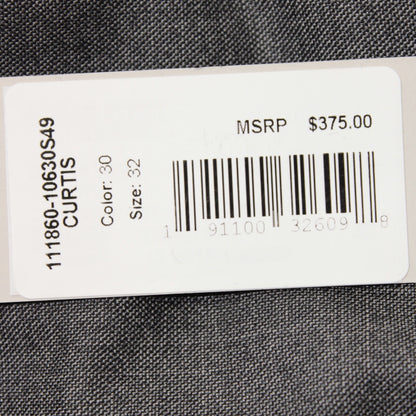 111860-10630S49
CURTIS
Color: 30
Size: 32
MSRP $375.00
1 91100 32609 8